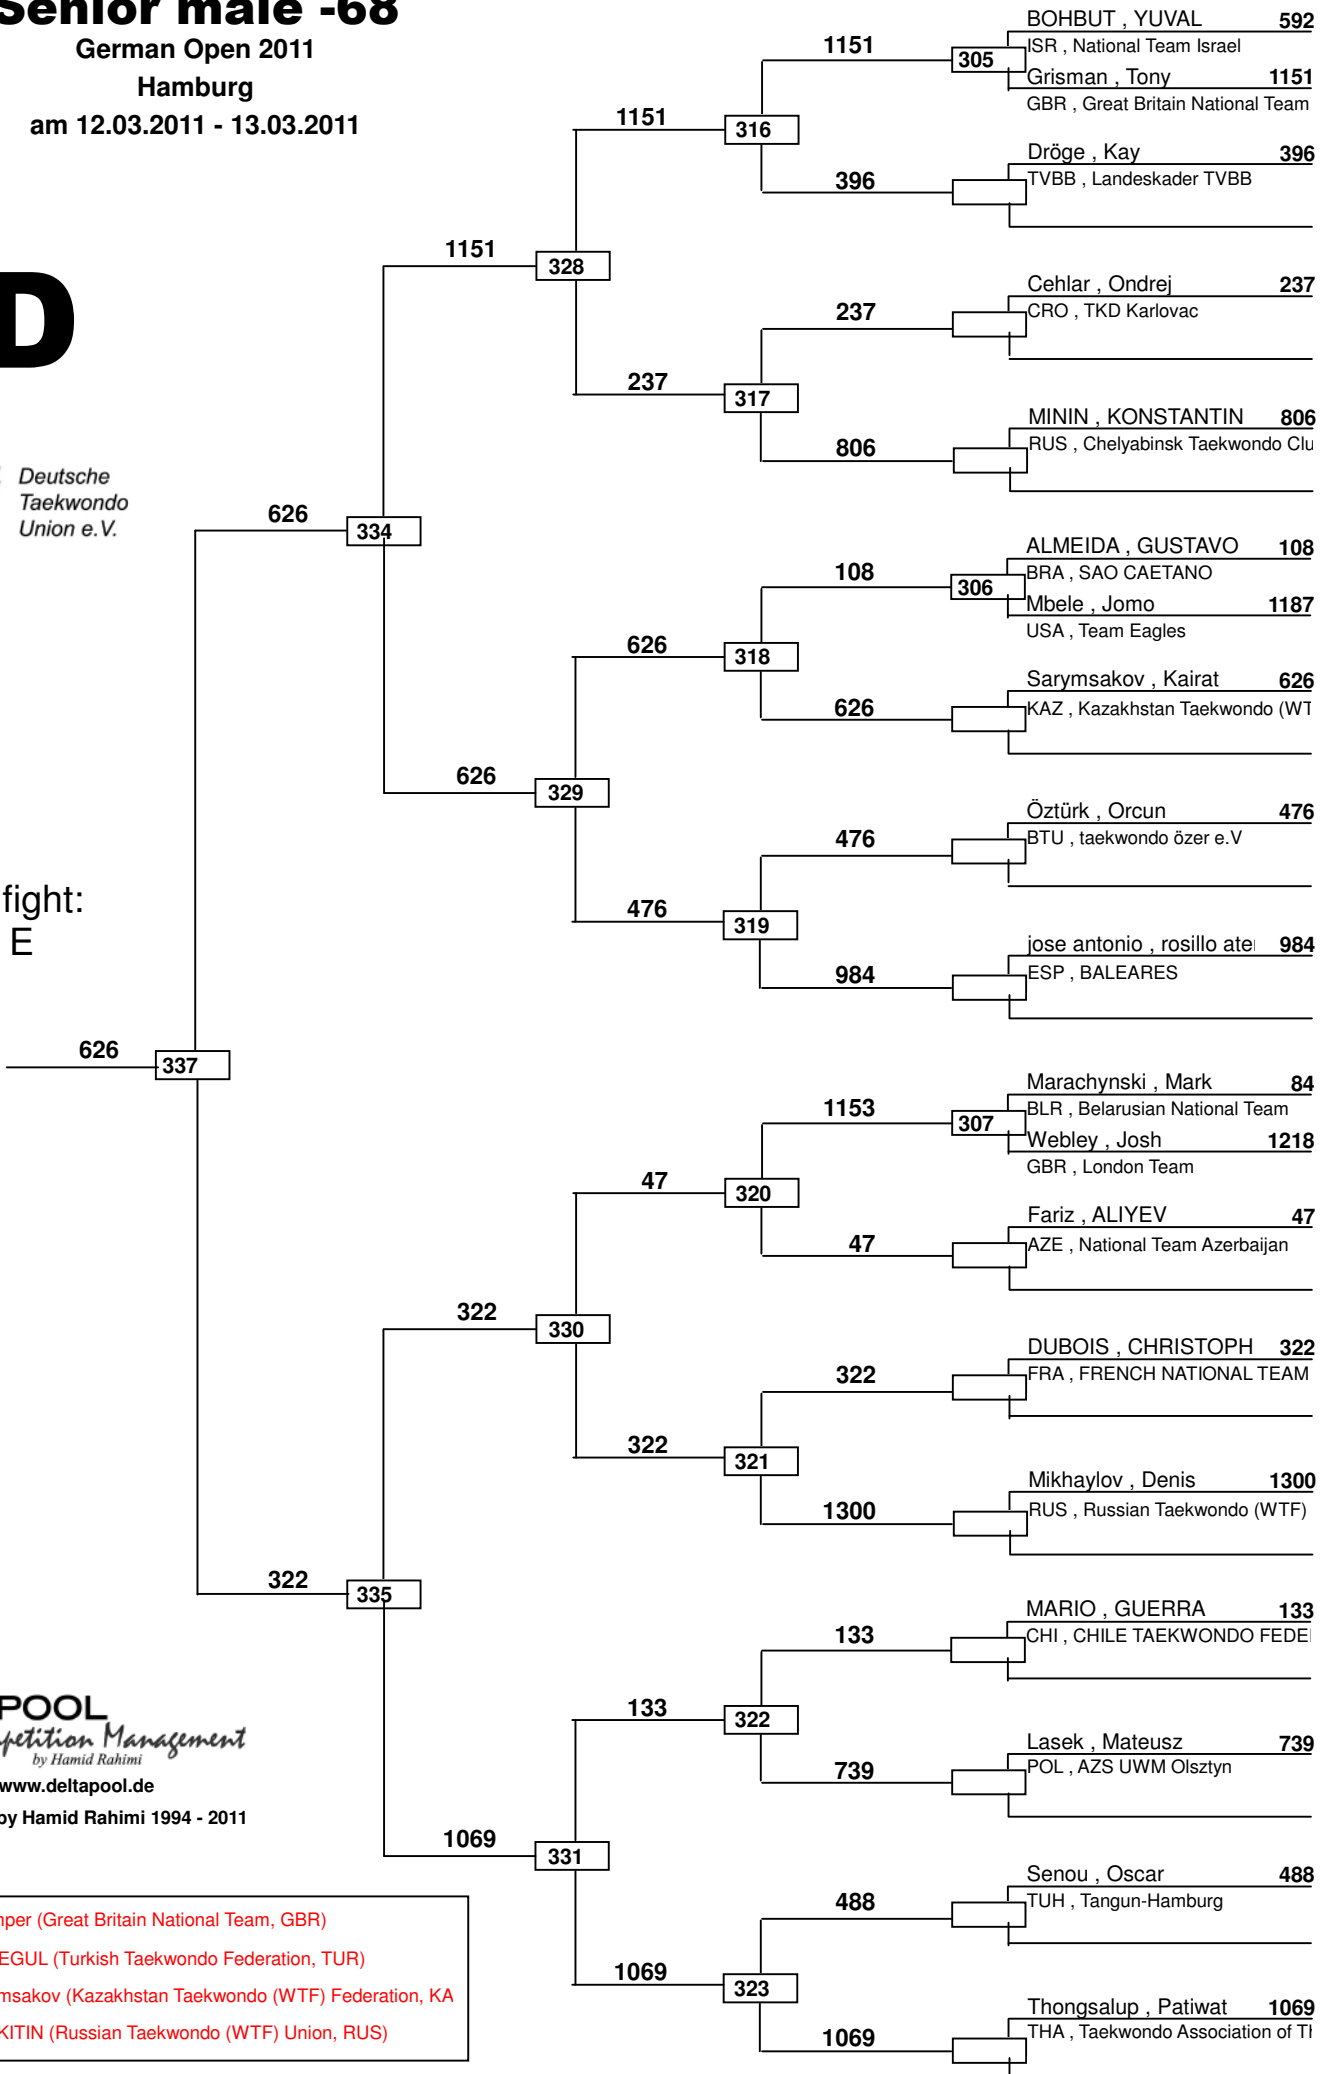 Senior male -68
German Open 2011
Hamburg
am 12.03.2011 - 13.03.2011
D
Deutsche
Taekwondo
Union e.V.
fight:
E
BOHBUT , YUVAL 592
ISR , National Team Israel
305
Grisman , Tony 1151
GBR , Great Britain National Team
1151
316
1151
Dröge , Kay 396
TVBB , Landeskader TVBB
396
1151
328
Cehlar , Ondrej 237
CRO , TKD Karlovac
237
237
317
MININ , KONSTANTIN 806
RUS , Chelyabinsk Taekwondo Clu
806
626
334
ALMEIDA , GUSTAVO 108
BRA , SAO CAETANO
108
306
Mbele , Jomo 1187
USA , Team Eagles
626
318
Sarymsakov , Kairat 626
KAZ , Kazakhstan Taekwondo (WT
626
626
329
Öztürk , Orcun 476
BTU , taekwondo özer e.V
476
476
319
jose antonio , rosillo ate 984
ESP , BALEARES
984
626
337
Marachynski , Mark 84
BLR , Belarusian National Team
1153
307
Webley , Josh 1218
GBR , London Team
47
320
Fariz , ALIYEV 47
AZE , National Team Azerbaijan
47
322
330
DUBOIS , CHRISTOPH 322
FRA , FRENCH NATIONAL TEAM
322
322
321
Mikhaylov , Denis 1300
RUS , Russian Taekwondo (WTF)
1300
322
335
MARIO , GUERRA 133
CHI , CHILE TAEKWONDO FEDE
133
133
322
Lasek , Mateusz 739
POL , AZS UWM Olsztyn
739
1069
331
Senou , Oscar 488
TUH , Tangun-Hamburg
488
1069
323
Thongsalup , Patiwat 1069
THA , Taekwondo Association of Th
1069
POOL
petition Management
by Hamid Rahimi
www.deltapool.de
by Hamid Rahimi 1994 - 2011
nper (Great Britain National Team, GBR)
EGUL (Turkish Taekwondo Federation, TUR)
msakov (Kazakhstan Taekwondo (WTF) Federation, KA
KITIN (Russian Taekwondo (WTF) Union, RUS)